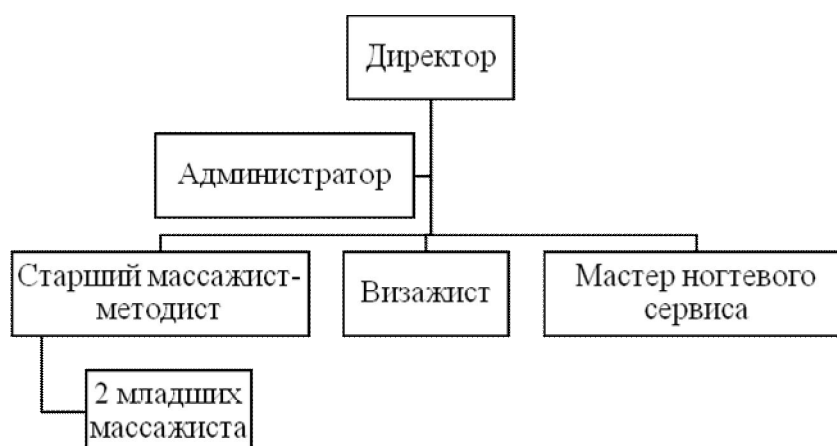 Директор
Администратор
Старший массажист-
методист
Визажист
Мастер ногтевого
сервиса
2 младших
массажиста